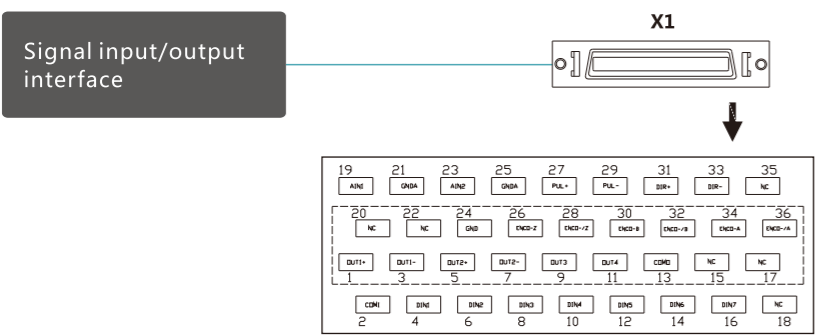 X1
Signal input/output
interface
19 21 23 25 27 29 31 33 35
AIN1 GNDA AIN2 GNDA PUL+ PUL- DIR+ DIR- NC
20 22 24 26 28 30 32 34 36
NC NC GND ENCO-Z ENCO-/Z ENCO-B ENCO-/B ENCO-A ENCO-/A
OUT1+ OUT1- OUT2+ OUT2- OUT3 OUT4 COMO NC NC
1 3 5 7 9 11 13 15 17
COMI DIN1 DIN2 DIN3 DIN4 DIN5 DIN6 DIN7 NC
2 4 6 8 10 12 14 16 18